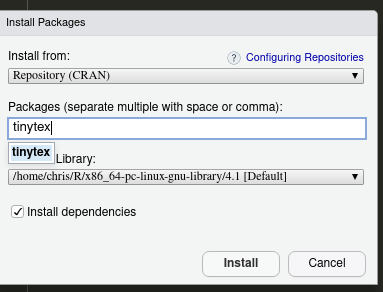 Install Packages
Install from:
? Configuring Repositories
Repository (CRAN)
Packages (separate multiple with space or comma):
tinytex
tinytex
Library:
/home/chris/R/x86_64-pc-linux-gnu-library/4.1 [Default]
Install dependencies
Install Cancel